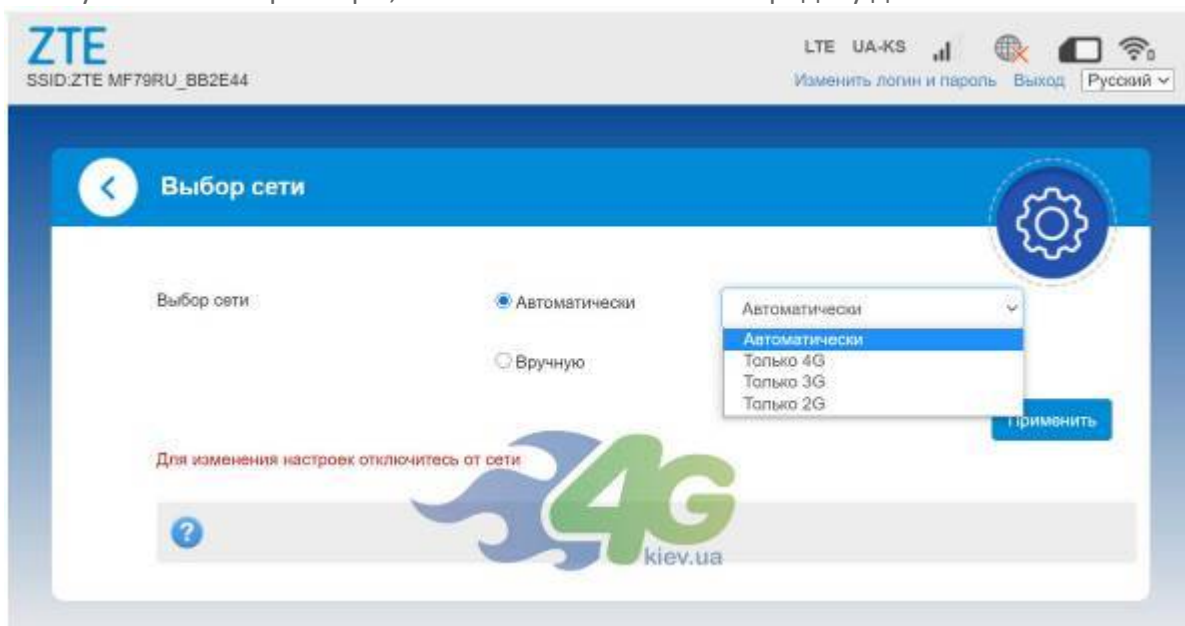 ZTE
SSID:ZTE MF79RU_BB2E44
LTE UA-KS
0
Изменить логин и пароль Выход Русский
Выбор сети
Выбор сети
Автоматически
Автоматически
Автоматически
Только 4G
Только 3G
Только 2G
Вручную
Применить
Для изменения настроек отключитесь от сети
4G
kiev.ua
?